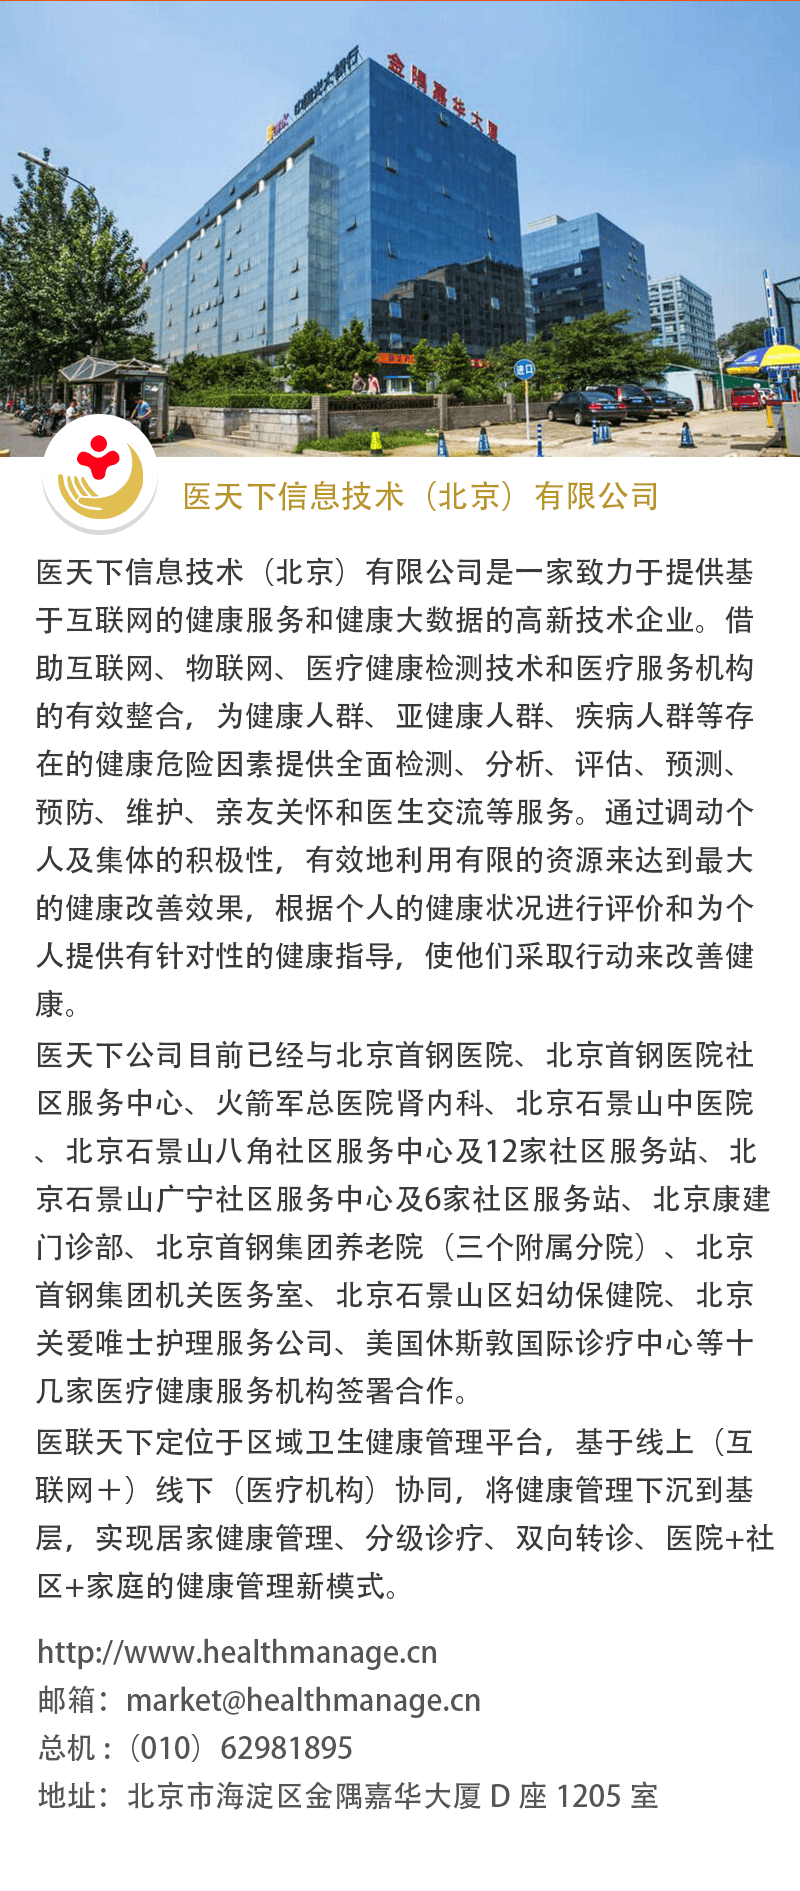 中国光大银行
金隅嘉华大厦
进口
医天下信息技术（北京）有限公司
医天下信息技术（北京）有限公司是一家致力于提供基
于互联网的健康服务和健康大数据的高新技术企业。借
助互联网、物联网、医疗健康检测技术和医疗服务机构
的有效整合，为健康人群、亚健康人群、疾病人群等存
在的健康危险因素提供全面检测、分析、评估、预测、
预防、维护、亲友关怀和医生交流等服务。通过调动个
人及集体的积极性，有效地利用有限的资源来达到最大
的健康改善效果，根据个人的健康状况进行评价和为个
人提供有针对性的健康指导，使他们采取行动来改善健
康。
医天下公司目前已经与北京首钢医院、北京首钢医院社
区服务中心、火箭军总医院肾内科、北京石景山中医院
、北京石景山八角社区服务中心及12家社区服务站、北
京石景山广宁社区服务中心及6家社区服务站、北京康建
门诊部、北京首钢集团养老院（三个附属分院）、北京
首钢集团机关医务室、北京石景山区妇幼保健院、北京
关爱唯士护理服务公司、美国休斯敦国际诊疗中心等十
几家医疗健康服务机构签署合作。
医联天下定位于区域卫生健康管理平台，基于线上（互
联网＋）线下（医疗机构）协同，将健康管理下沉到基
层，实现居家健康管理、分级诊疗、双向转诊、医院+社
区+家庭的健康管理新模式。
http://www.healthmanage.cn
邮箱：market@healthmanage.cn
总机 :（010）62981895
地址：北京市海淀区金隅嘉华大厦 D 座 1205 室